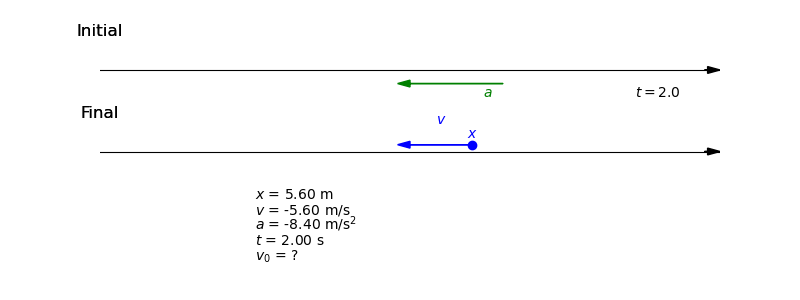 Initial
a
t = 2.0
Final
v
x
x = 5.60 m
v = -5.60 m/s
a = -8.40 m/s²
t = 2.00 s
v₀ = ?